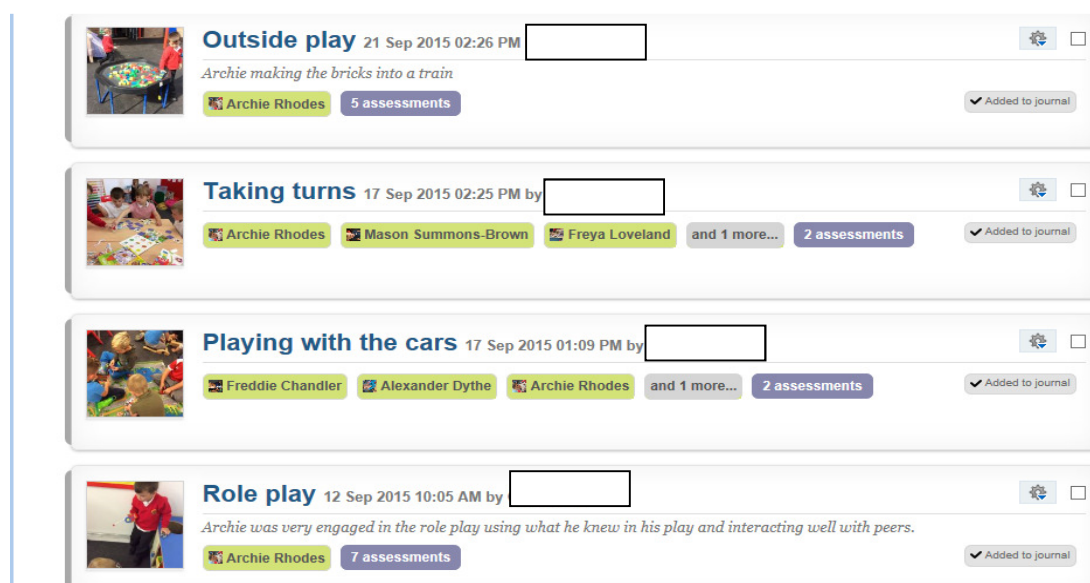 Outside play 21 Sep 2015 02:26 PM
Archie making the bricks into a train
Archie Rhodes 5 assessments Added to journal
Taking turns 17 Sep 2015 02:25 PM by
Archie Rhodes Mason Summons-Brown Freya Loveland and 1 more... 2 assessments Added to journal
Playing with the cars 17 Sep 2015 01:09 PM by
Freddie Chandler Alexander Dythe Archie Rhodes and 1 more... 2 assessments Added to journal
Role play 12 Sep 2015 10:05 AM by
Archie was very engaged in the role play using what he knew in his play and interacting well with peers.
Archie Rhodes 7 assessments Added to journal